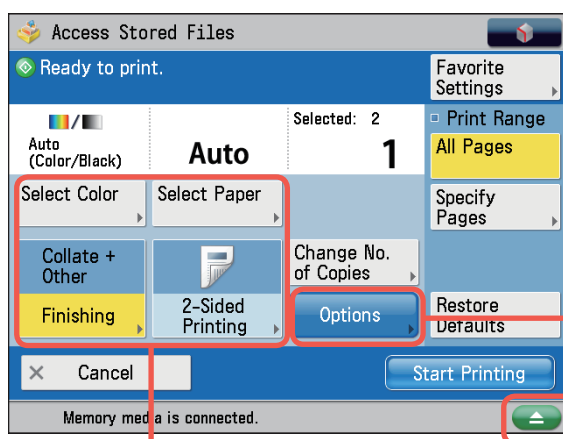 Access Stored Files
Ready to print.
Favorite
Settings
Auto
(Color/Black)
Auto
Selected: 2
1
Print Range
All Pages
Select Color
Select Paper
Specify
Pages
Collate +
Other
Finishing
2-Sided
Printing
Change No.
of Copies
Options
Restore
Defaults
Cancel
Start Printing
Memory media is connected.